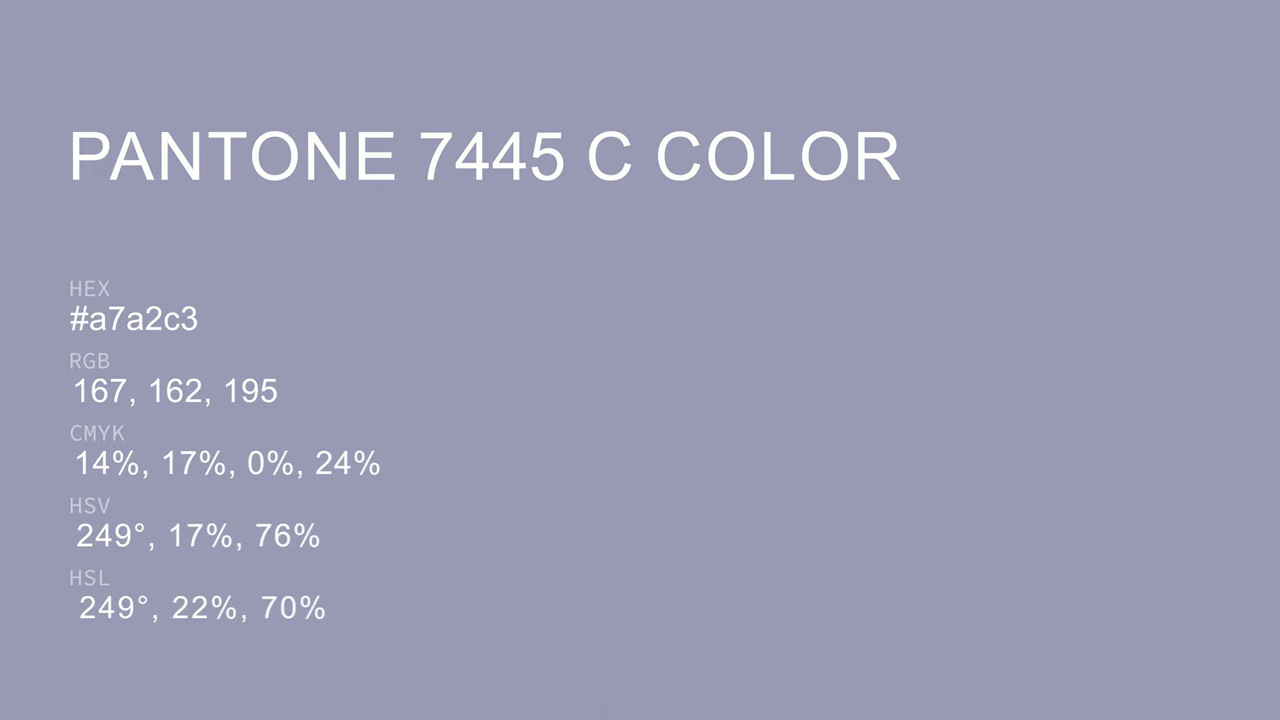 PANTONE 7445 C COLOR
HEX
#a7a2c3
RGB
167, 162, 195
CMYK
14%, 17%, 0%, 24%
HSV
249°, 17%, 76%
HSL
249°, 22%, 70%